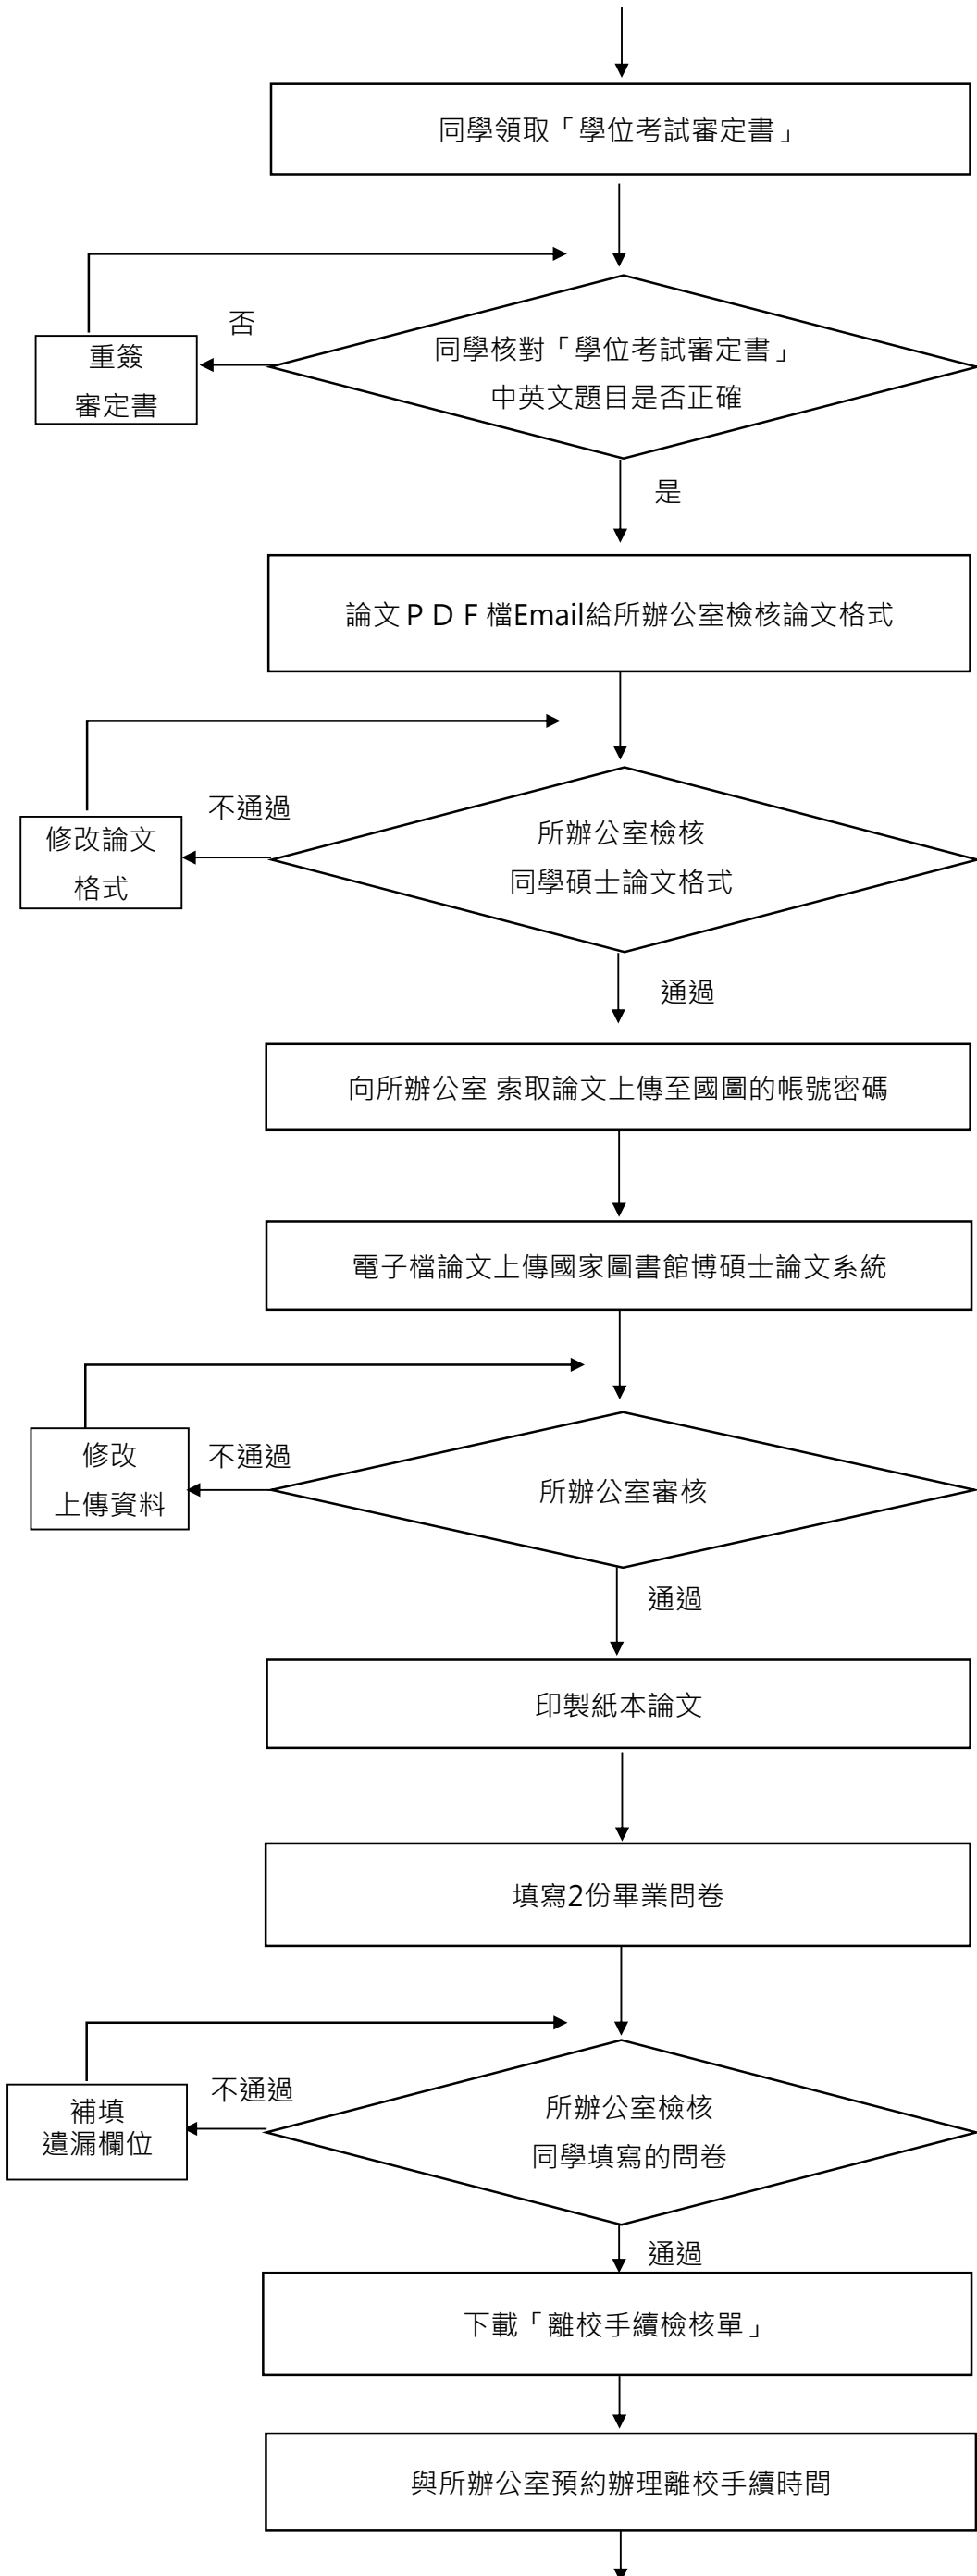 同學領取「學位考試審定書」
否
重簽
審定書
同學核對「學位考試審定書」
中英文題目是否正確
是
論文ＰＤＦ檔Email給所辦公室檢核論文格式
不通過
修改論文
格式
所辦公室檢核
同學碩士論文格式
通過
向所辦公室 索取論文上傳至國圖的帳號密碼
電子檔論文上傳國家圖書館博碩士論文系統
不通過
修改
上傳資料
所辦公室審核
通過
印製紙本論文
填寫2份畢業問卷
不通過
補填
遺漏欄位
所辦公室檢核
同學填寫的問卷
通過
下載「離校手續檢核單」
與所辦公室預約辦理離校手續時間